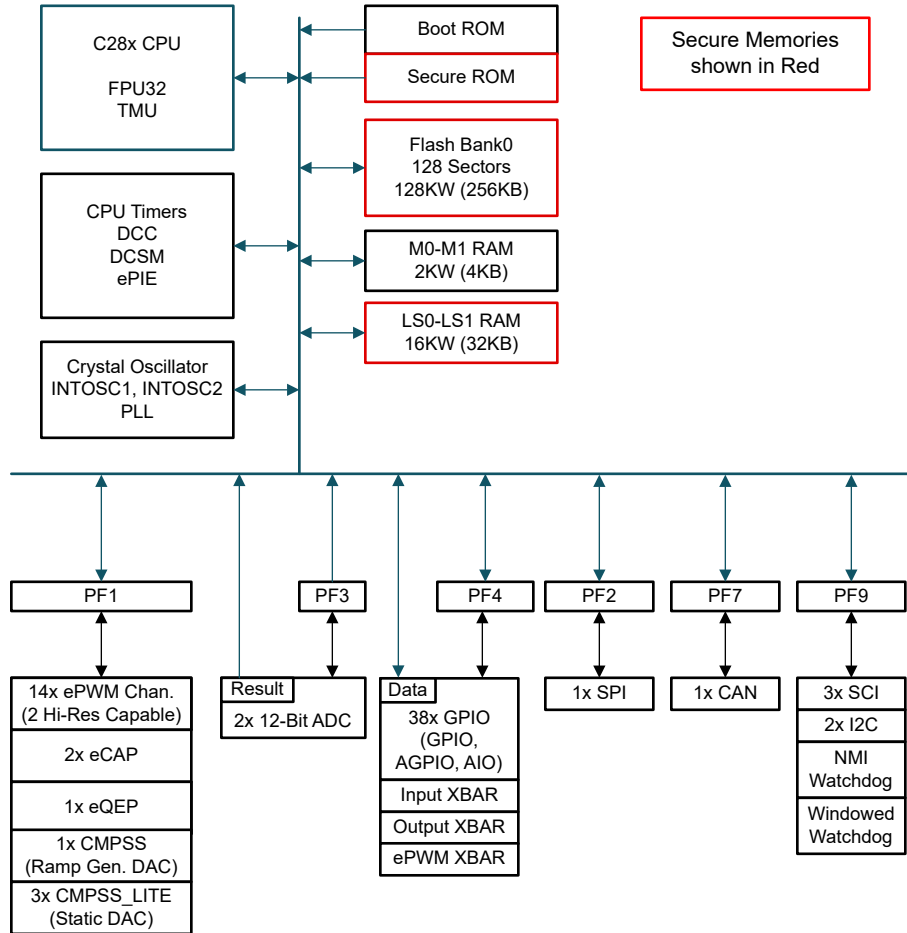 C28x CPU
FPU32
TMU
Boot ROM
Secure ROM
Secure Memories
shown in Red
Flash Bank0
128 Sectors
128KW (256KB)
CPU Timers
DCC
DCSM
ePIE
M0-M1 RAM
2KW (4KB)
LS0-LS1 RAM
16KW (32KB)
Crystal Oscillator
INTOSC1, INTOSC2
PLL
PF1
PF3
PF4
PF2
PF7
PF9
14x ePWM Chan.
(2 Hi-Res Capable)
2x eCAP
1x eQEP
1x CMPSS
(Ramp Gen. DAC)
3x CMPSS_LITE
(Static DAC)
Result
2x 12-Bit ADC
Data
38x GPIO
(GPIO,
AGPIO, AIO)
Input XBAR
Output XBAR
ePWM XBAR
1x SPI
1x CAN
3x SCI
2x I2C
NMI
Watchdog
Windowed
Watchdog